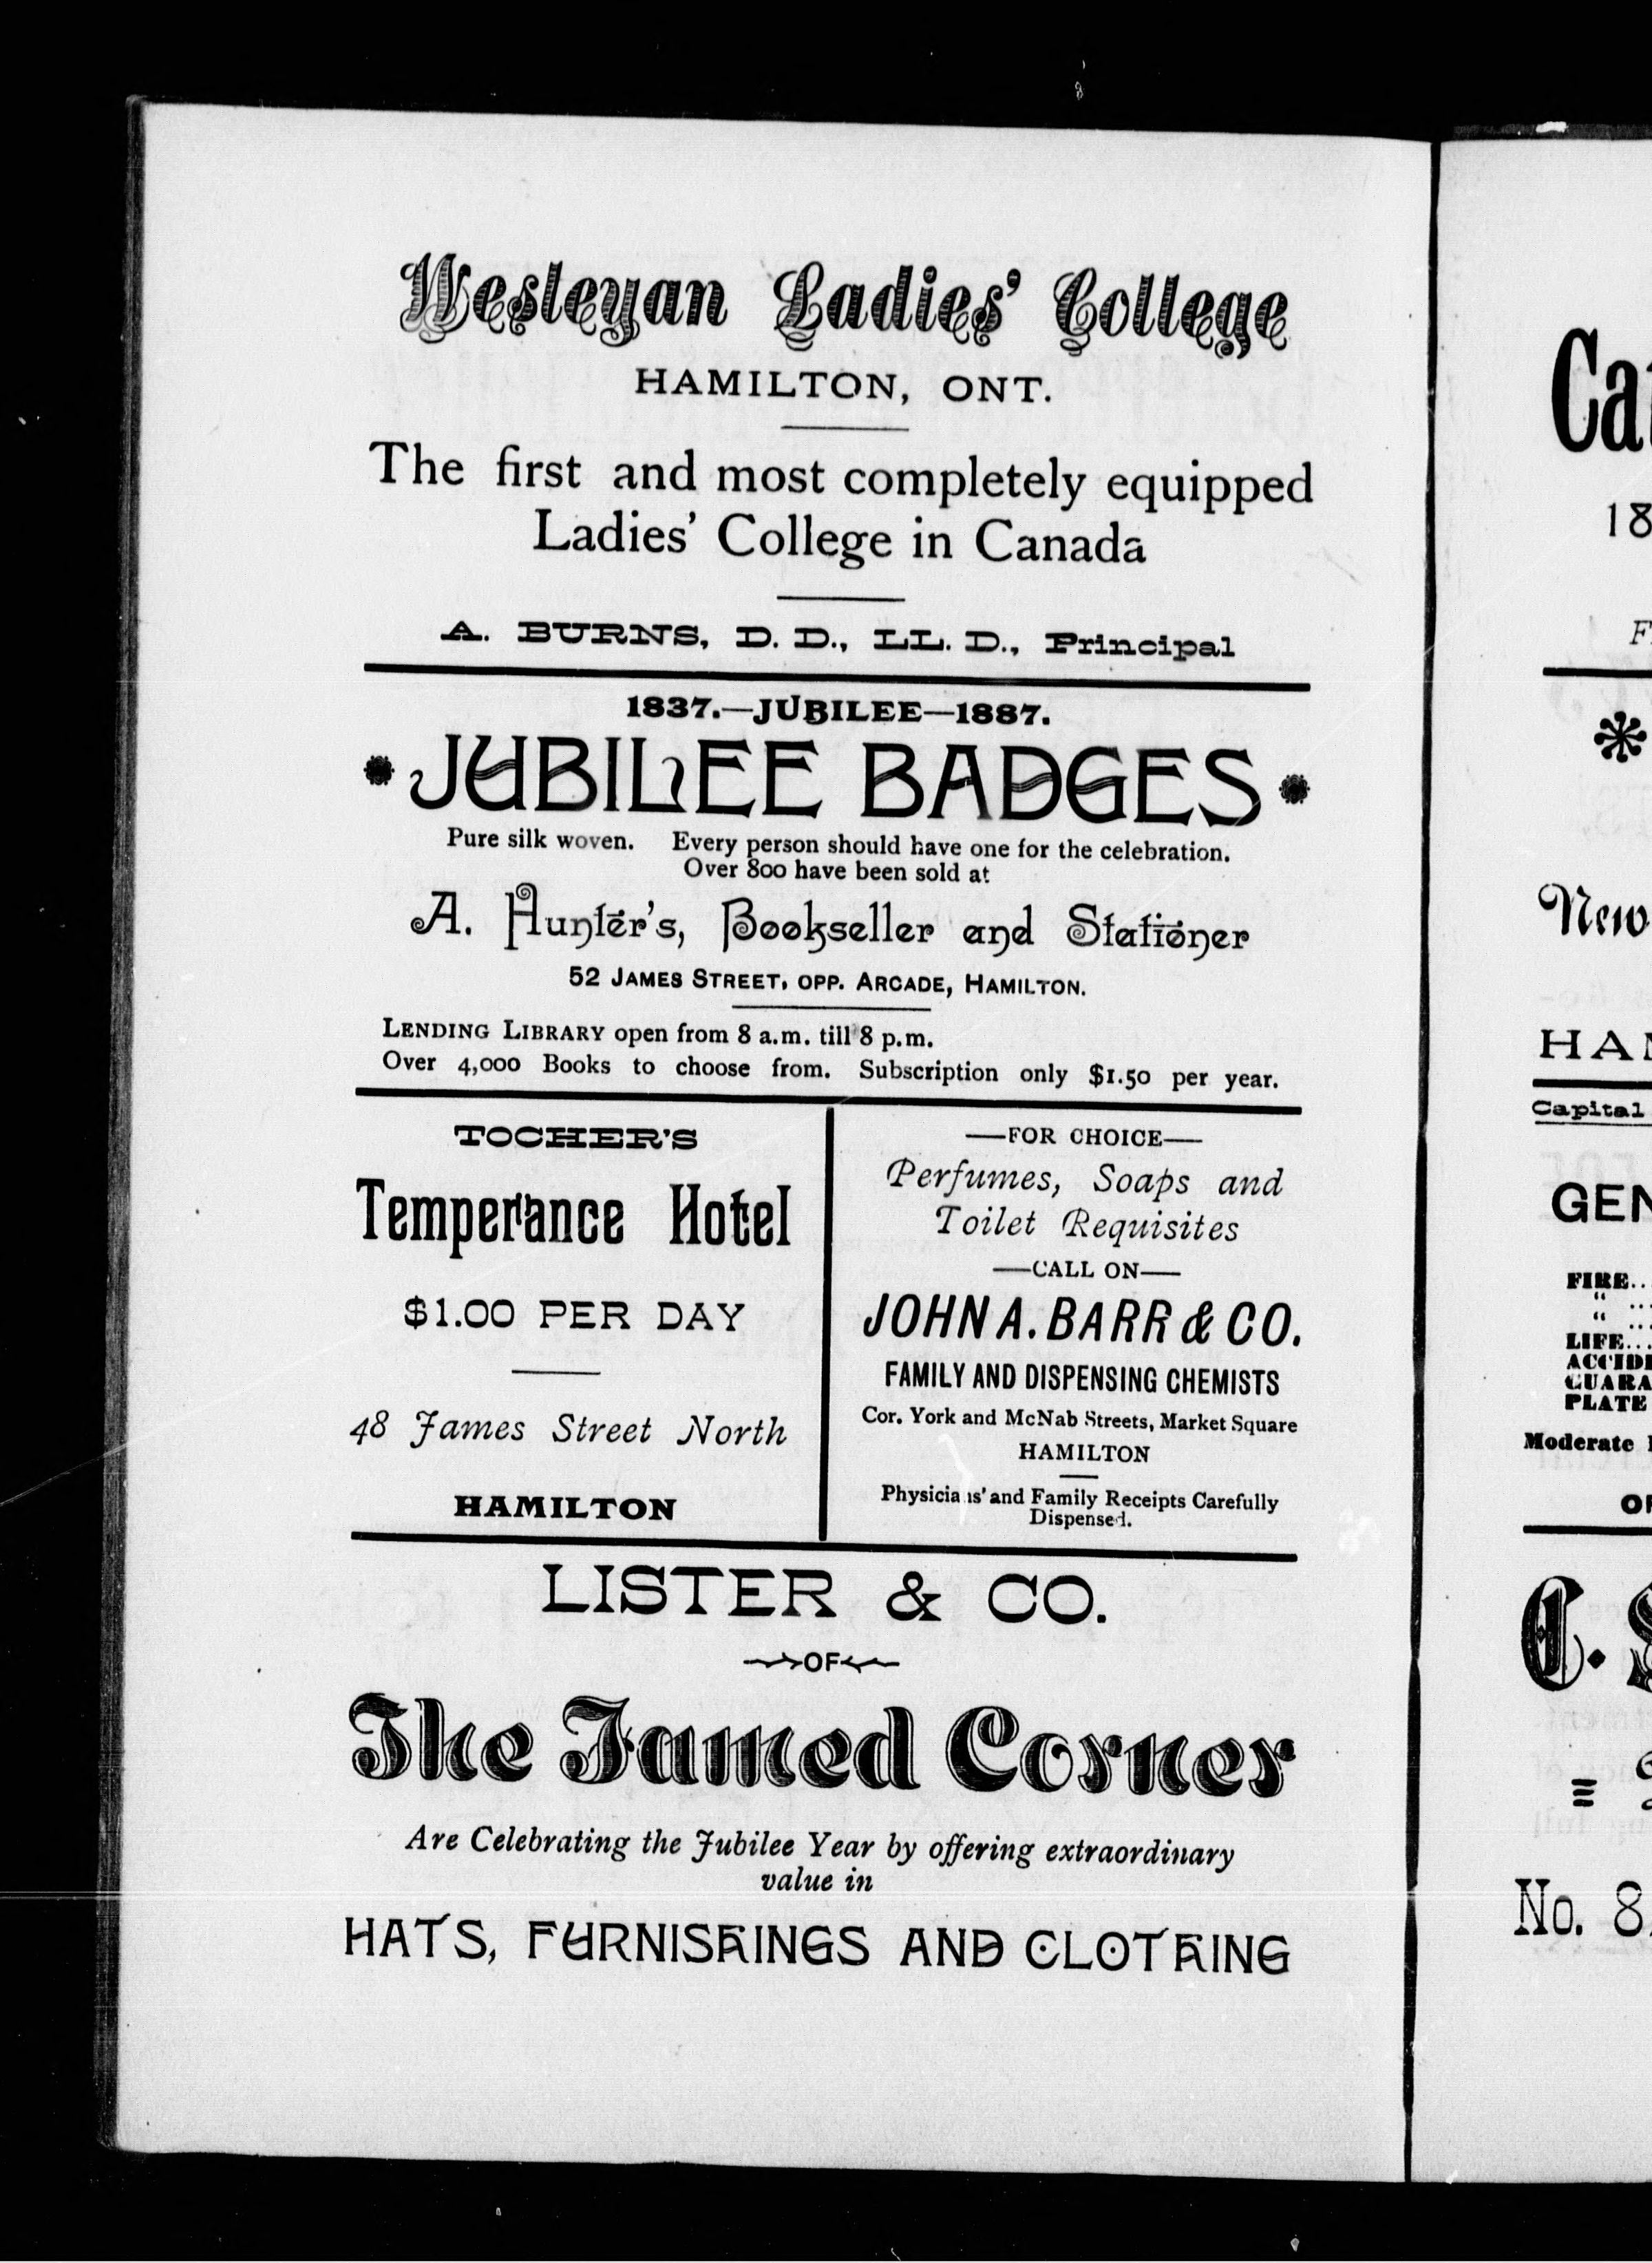 Wesleyan Ladies' College
HAMILTON, ONT.
The first and most completely equipped
Ladies' College in Canada
A. BURNS, D. D., LL. D., Principal
1837.—JUBILEE—1887.
JUBILEE BADGES
Pure silk woven. Every person should have one for the celebration.
Over 800 have been sold at
A. Hunter's, Bookseller and Stationer
52 JAMES STREET, OPP. ARCADE, HAMILTON.
LENDING LIBRARY open from 8 a.m. till 8 p.m.
Over 4,000 Books to choose from. Subscription only $1.50 per year.
TOCHER'S
Temperance Hotel
$1.00 PER DAY
48 James Street North
HAMILTON
—FOR CHOICE—
Perfumes, Soaps and
Toilet Requisites
—CALL ON—
JOHN A. BARR & CO.
FAMILY AND DISPENSING CHEMISTS
Cor. York and McNab Streets, Market Square
HAMILTON
Physicians' and Family Receipts Carefully
Dispensed.
LISTER & CO.
OF
The Famed Corner
Are Celebrating the Jubilee Year by offering extraordinary
value in
HATS, FURNISHINGS AND CLOTHING
Ca
18
F
New
HA
Capital
GEN
FIRE...
" ...
" ...
LIFE...
ACCID
GUARA
PLATE
Moderate
C. S
No. 8